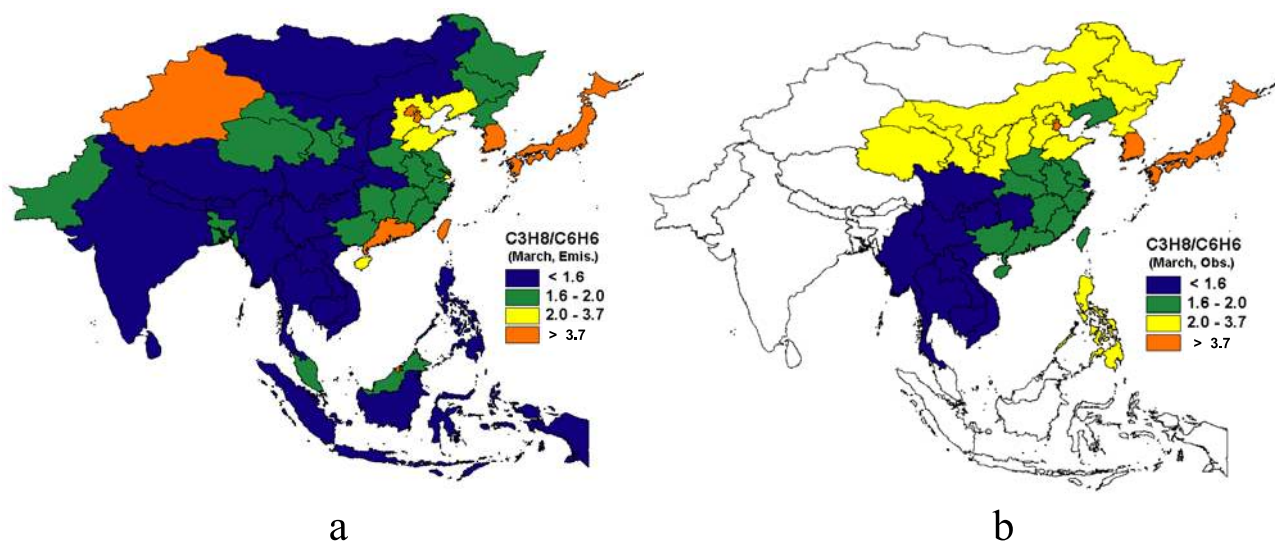 C3H8/C6H6
(March, Emis.)
< 1.6
1.6 - 2.0
2.0 - 3.7
> 3.7
a
C3H8/C6H6
(March, Obs.)
< 1.6
1.6 - 2.0
2.0 - 3.7
> 3.7
b